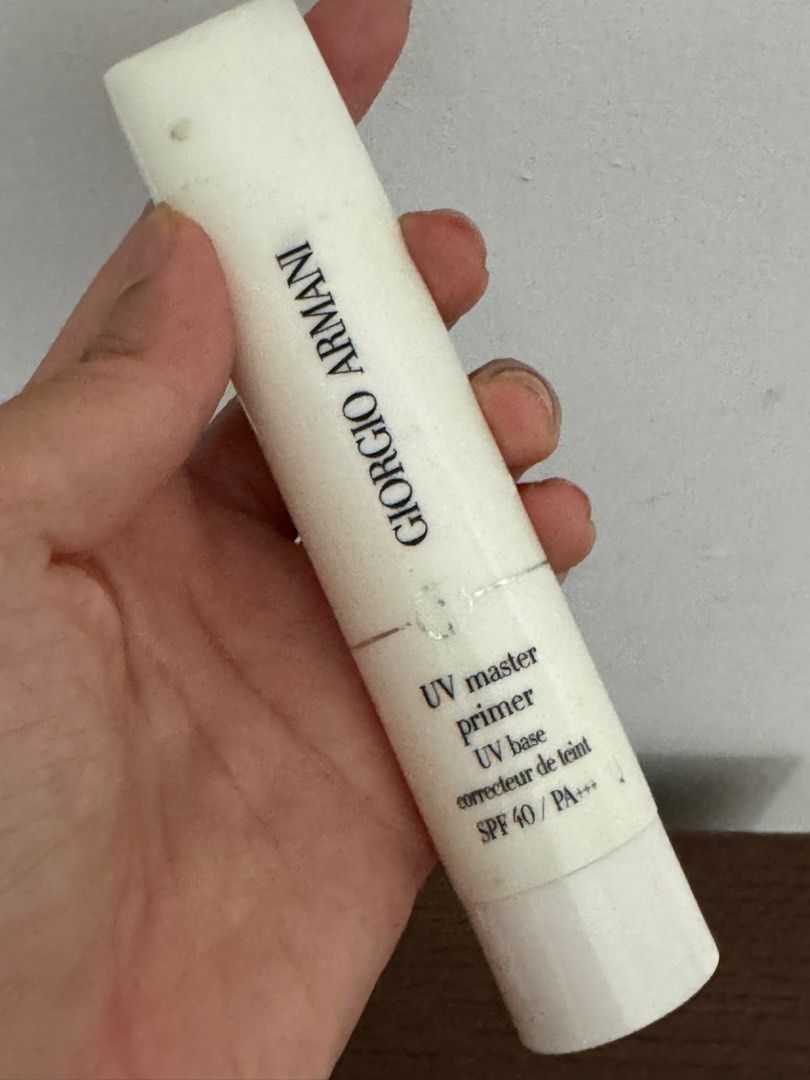 GIORGIO ARMANI
UV master
primer
UV base
correcteur de teint
SPF 40 / PA+++